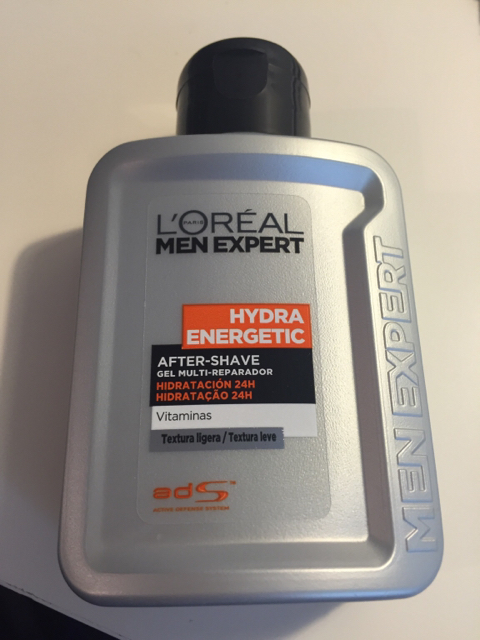 L'ORÉAL
PARIS
MEN EXPERT
HYDRA
ENERGETIC
AFTER-SHAVE
GEL MULTI-REPARADOR
HIDRATACIÓN 24H
HIDRATAÇÃO 24H
Vitaminas
Textura ligera / Textura leve
adS™
ACTIVE DEFENSE SYSTEM
MEN EXPERT